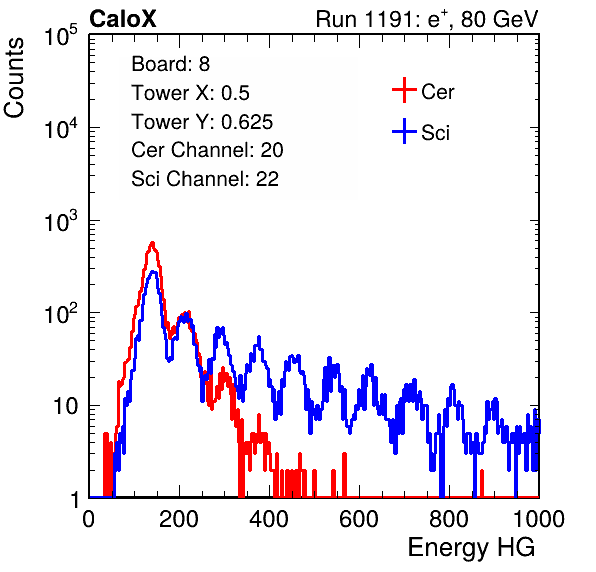 CaloX Run 1191: e⁺, 80 GeV
Counts
10⁵
10⁴
10³
10²
10
1
Board: 8
Tower X: 0.5
Tower Y: 0.625
Cer Channel: 20
Sci Channel: 22
Cer
Sci
0 200 400 600 800 1000
Energy HG